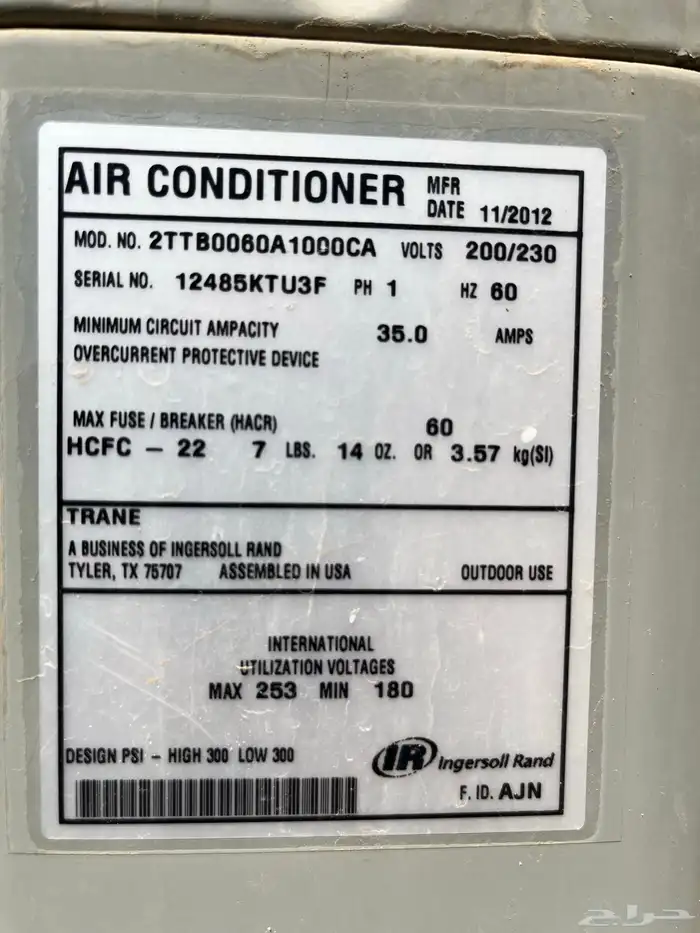 AIR CONDITIONER MFR DATE 11/2012
MOD. NO. 2TTB0060A1000CA VOLTS 200/230
SERIAL NO. 12485KTU3F PH 1 HZ 60
MINIMUM CIRCUIT AMPACITY 35.0 AMPS
OVERCURRENT PROTECTIVE DEVICE
MAX FUSE / BREAKER (HACR) 60
HCFC – 22 7 LBS. 14 OZ. OR 3.57 kg(SI)
TRANE
A BUSINESS OF INGERSOLL RAND
TYLER, TX 75707 ASSEMBLED IN USA OUTDOOR USE
INTERNATIONAL
UTILIZATION VOLTAGES
MAX 253 MIN 180
DESIGN PSI – HIGH 300 LOW 300
IR Ingersoll Rand
F. ID. AJN
حراج